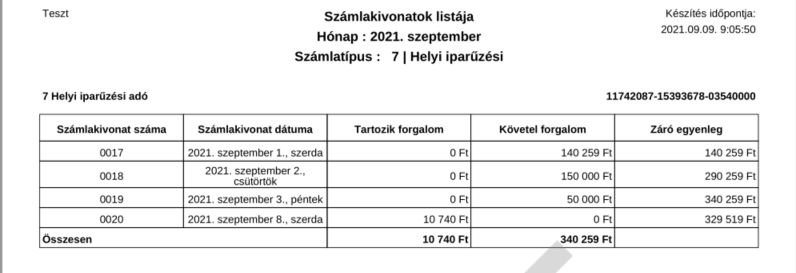 Teszt
Számlakivonatok listája
Készítés időpontja:
Hónap : 2021. szeptember
2021.09.09. 9:05:50
Számlatípus : 7 | Helyi iparűzési
7 Helyi iparűzési adó
11742087-15393678-03540000
Számlakivonat száma Számlakivonat dátuma Tartozik forgalom Követel forgalom Záró egyenleg
0017 2021. szeptember 1., szerda 0 Ft 140 259 Ft 140 259 Ft
0018 2021. szeptember 2., csütörtök 0 Ft 150 000 Ft 290 259 Ft
0019 2021. szeptember 3., péntek 0 Ft 50 000 Ft 340 259 Ft
0020 2021. szeptember 8., szerda 10 740 Ft 0 Ft 329 519 Ft
Összesen 10 740 Ft 340 259 Ft